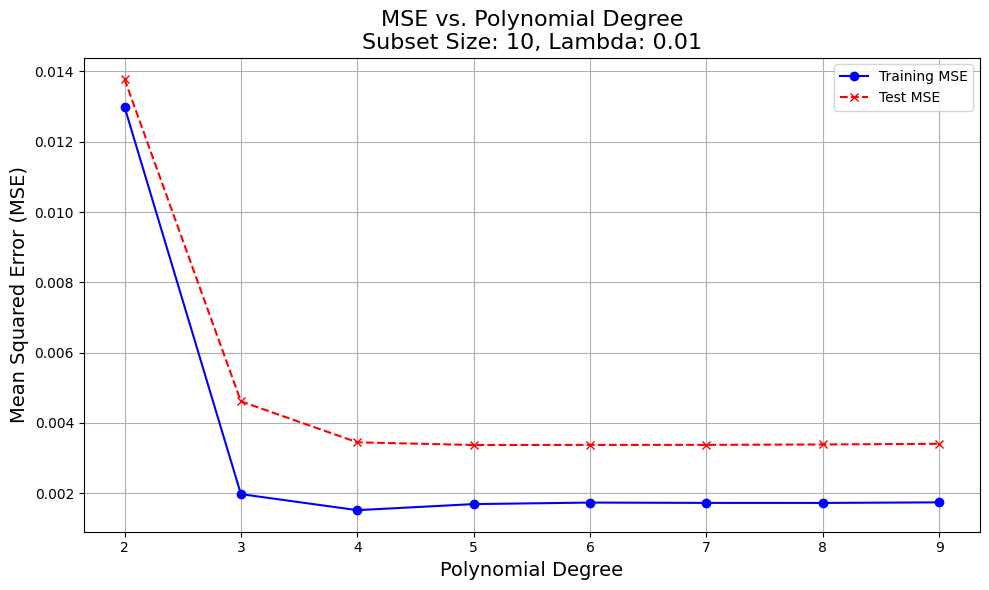 MSE vs. Polynomial Degree
Subset Size: 10, Lambda: 0.01
Training MSE
Test MSE
Mean Squared Error (MSE)
0.014
0.012
0.010
0.008
0.006
0.004
0.002
2 3 4 5 6 7 8 9
Polynomial Degree